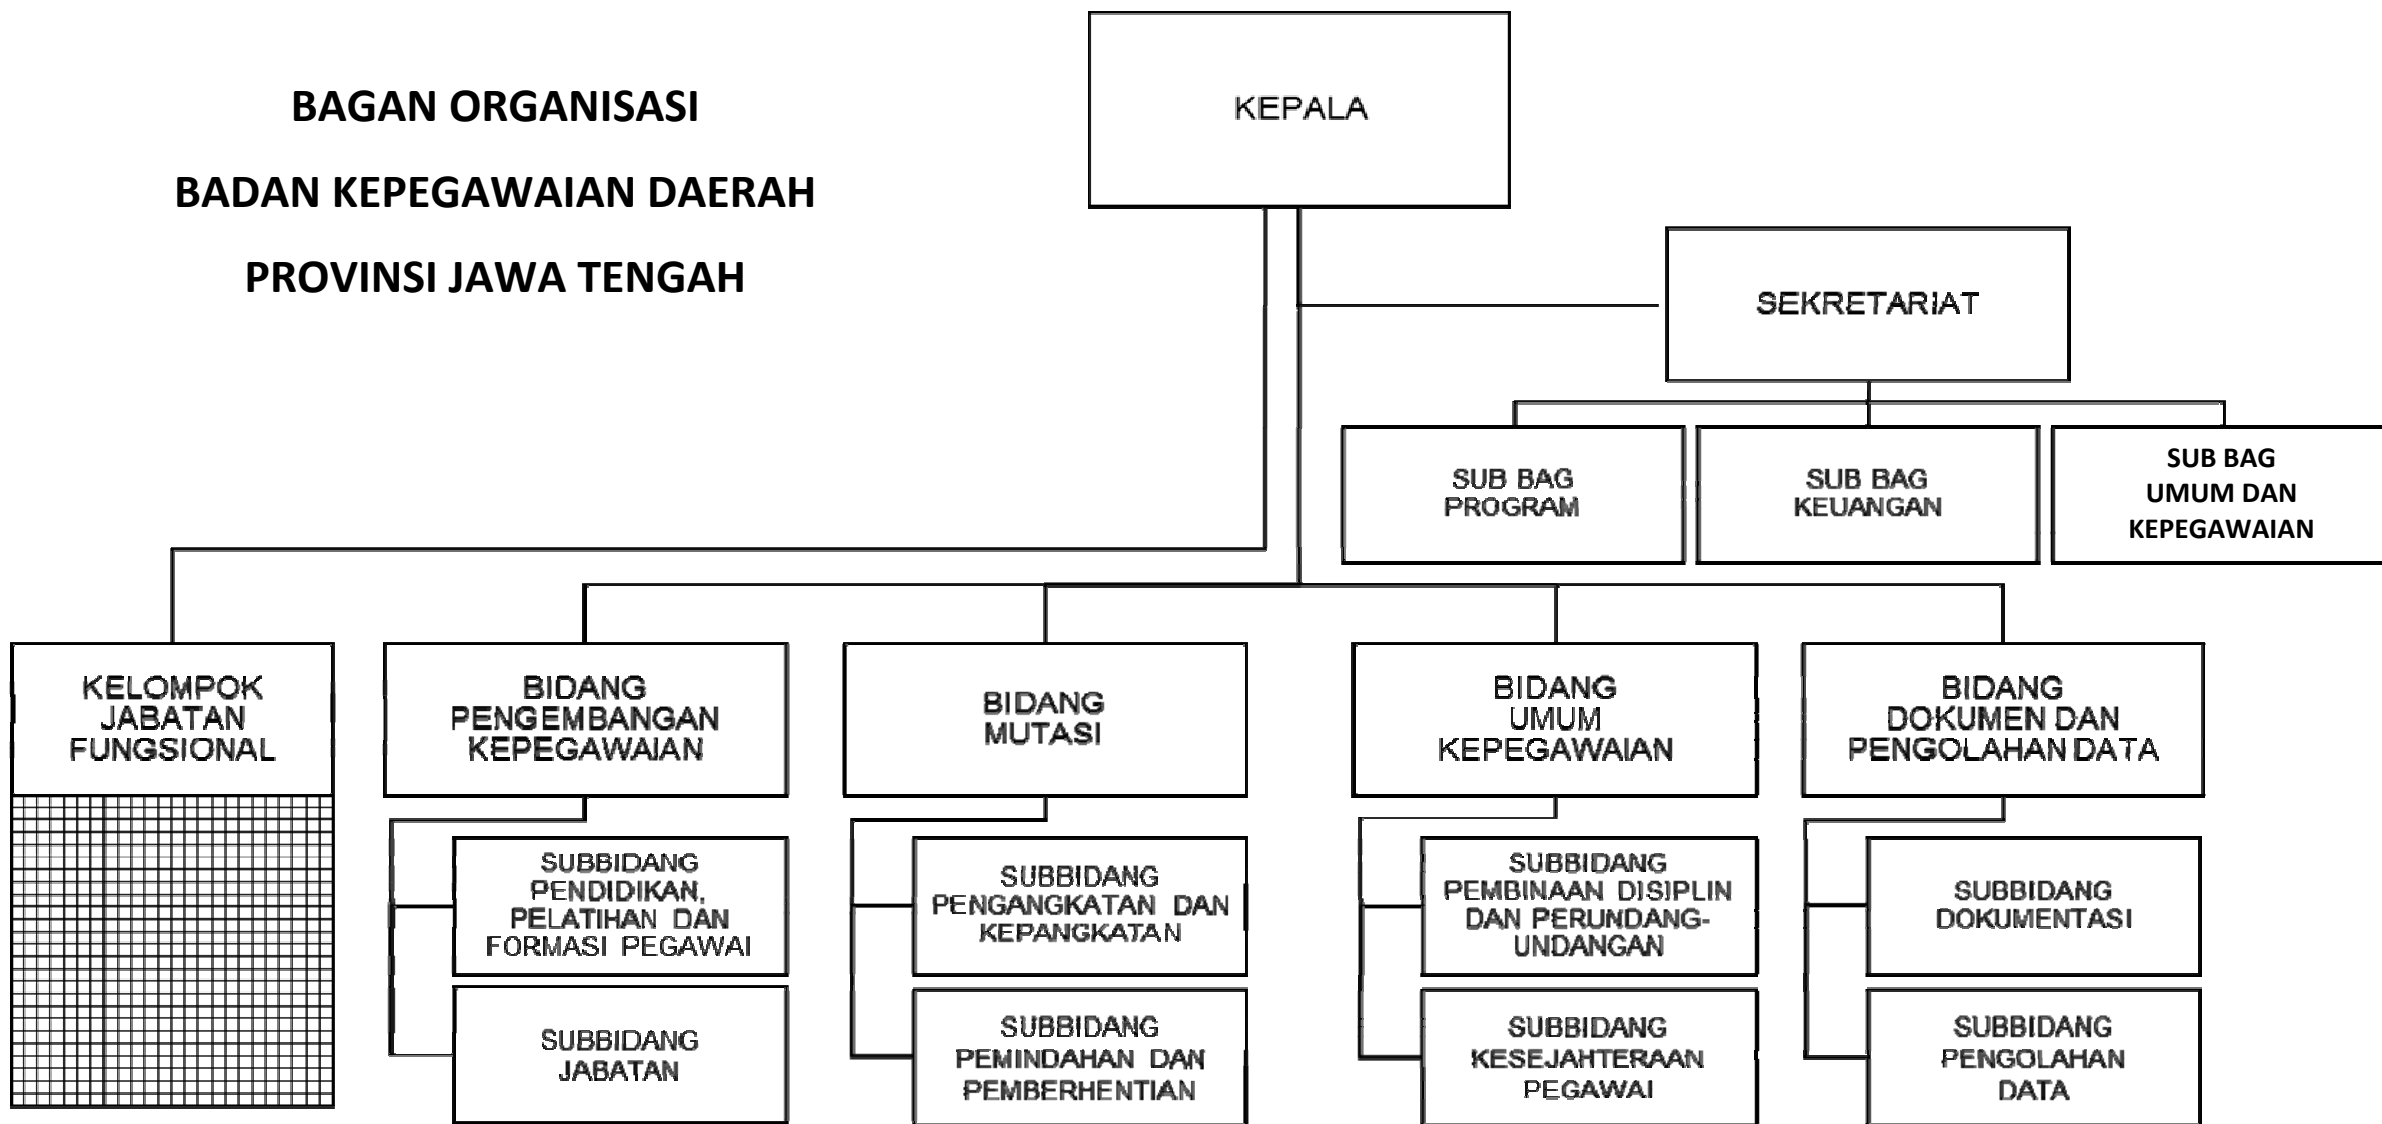 BAGAN ORGANISASI
BADAN KEPEGAWAIAN DAERAH
PROVINSI JAWA TENGAH
KEPALA
SEKRETARIAT
SUB BAG
PROGRAM
SUB BAG
KEUANGAN
SUB BAG
UMUM DAN
KEPEGAWAIAN
KELOMPOK
JABATAN
FUNGSIONAL
BIDANG
PENGEMBANGAN
KEPEGAWAIAN
BIDANG
MUTASI
BIDANG
UMUM
KEPEGAWAIAN
BIDANG
DOKUMEN DAN
PENGOLAHAN DATA
SUBBIDANG
PENDIDIKAN,
PELATIHAN DAN
FORMASI PEGAWAI
SUBBIDANG
JABATAN
SUBBIDANG
PENGANGKATAN DAN
KEPANGKATAN
SUBBIDANG
PEMINDAHAN DAN
PEMBERHENTIAN
SUBBIDANG
PEMBINAAN DISIPLIN
DAN PERUNDANG-
UNDANGAN
SUBBIDANG
KESEJAHTERAAN
PEGAWAI
SUBBIDANG
DOKUMENTASI
SUBBIDANG
PENGOLAHAN
DATA